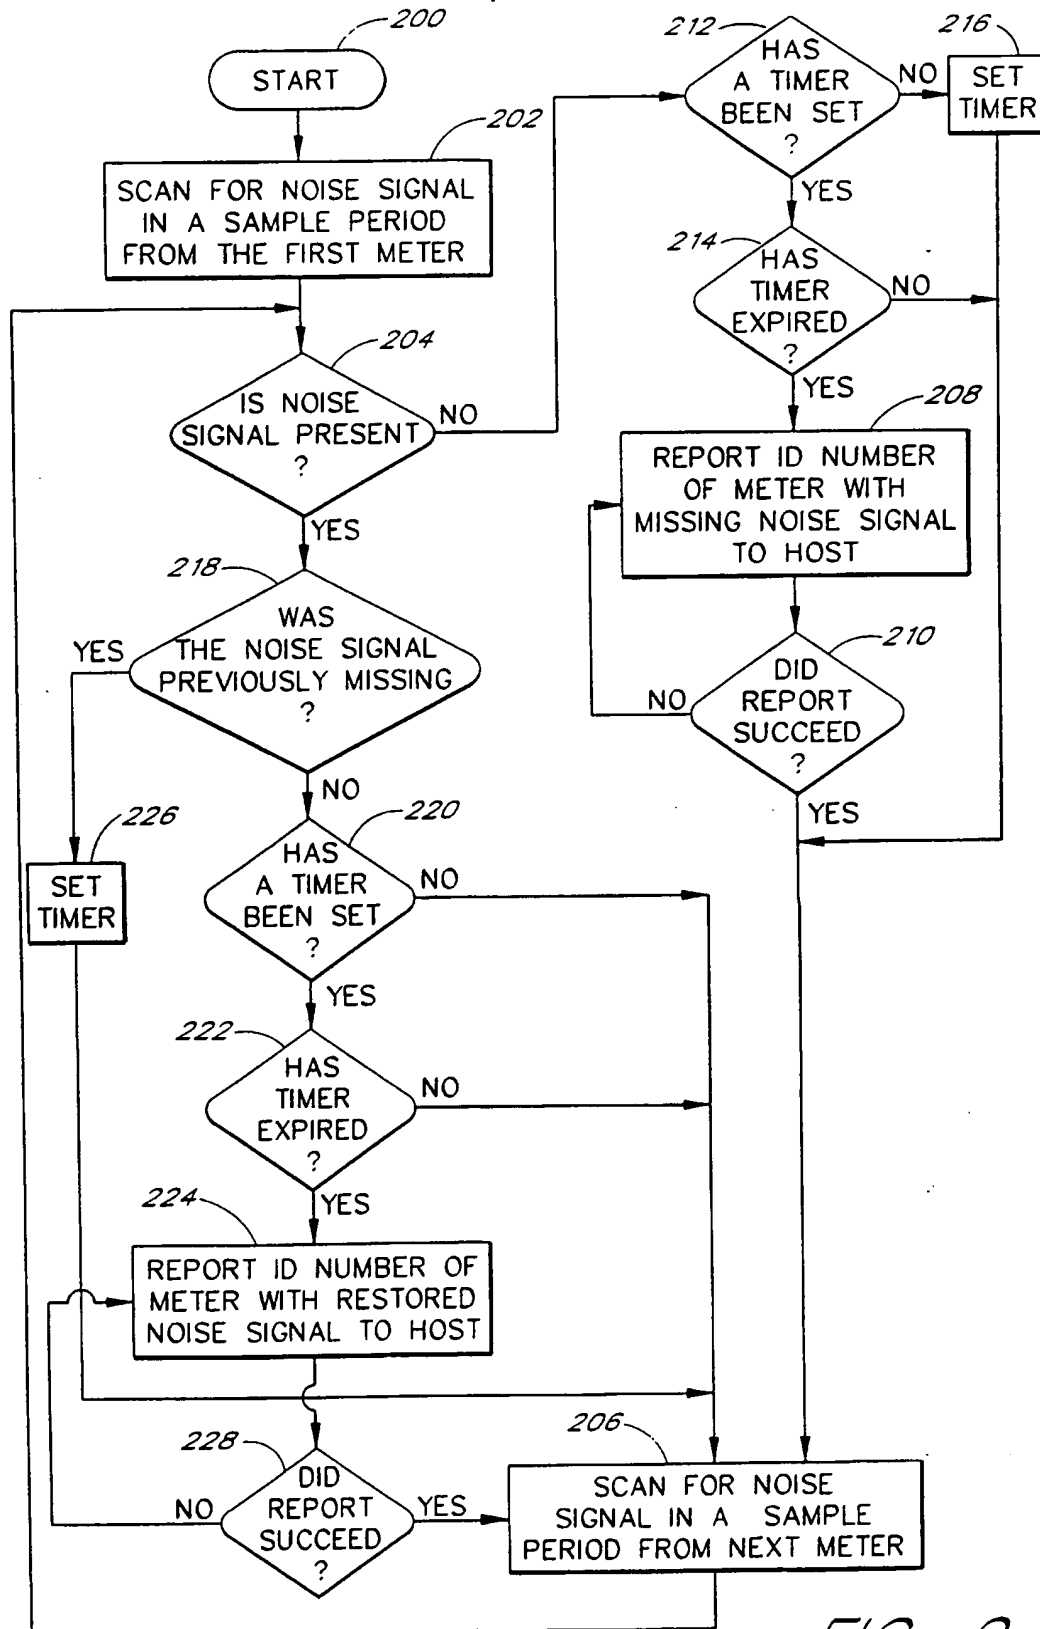 200
START
202
SCAN FOR NOISE SIGNAL
IN A SAMPLE PERIOD
FROM THE FIRST METER
204
IS NOISE
SIGNAL PRESENT
?
NO
YES
218
WAS
THE NOISE SIGNAL
PREVIOUSLY MISSING
?
YES
NO
226
SET
TIMER
220
HAS
A TIMER
BEEN SET
?
NO
YES
222
HAS
TIMER
EXPIRED
?
NO
YES
224
REPORT ID NUMBER OF
METER WITH RESTORED
NOISE SIGNAL TO HOST
228
DID
REPORT
SUCCEED
?
NO
YES
212
HAS
A TIMER
BEEN SET
?
NO
YES
216
SET
TIMER
214
HAS
TIMER
EXPIRED
?
NO
YES
208
REPORT ID NUMBER
OF METER WITH
MISSING NOISE SIGNAL
TO HOST
210
DID
REPORT
SUCCEED
?
NO
YES
206
SCAN FOR NOISE
SIGNAL IN A SAMPLE
PERIOD FROM NEXT METER